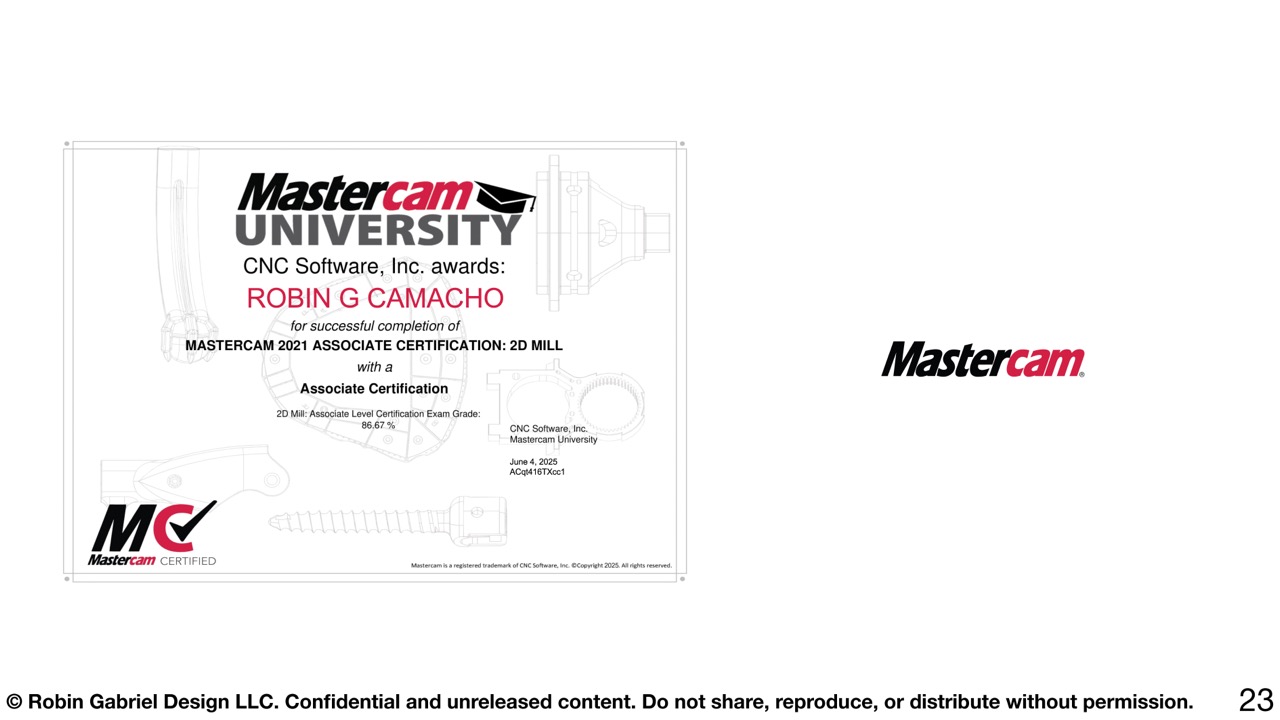 Mastercam
UNIVERSITY
CNC Software, Inc. awards:
ROBIN G CAMACHO
for successful completion of
MASTERCAM 2021 ASSOCIATE CERTIFICATION: 2D MILL
with a
Associate Certification
2D Mill: Associate Level Certification Exam Grade:
86.67 %
CNC Software, Inc.
Mastercam University
June 4, 2025
ACqt416TXcc1
MC
Mastercam CERTIFIED
Mastercam is a registered trademark of CNC Software, Inc. ©Copyright 2025. All rights reserved.
Mastercam®
© Robin Gabriel Design LLC. Confidential and unreleased content. Do not share, reproduce, or distribute without permission.
23